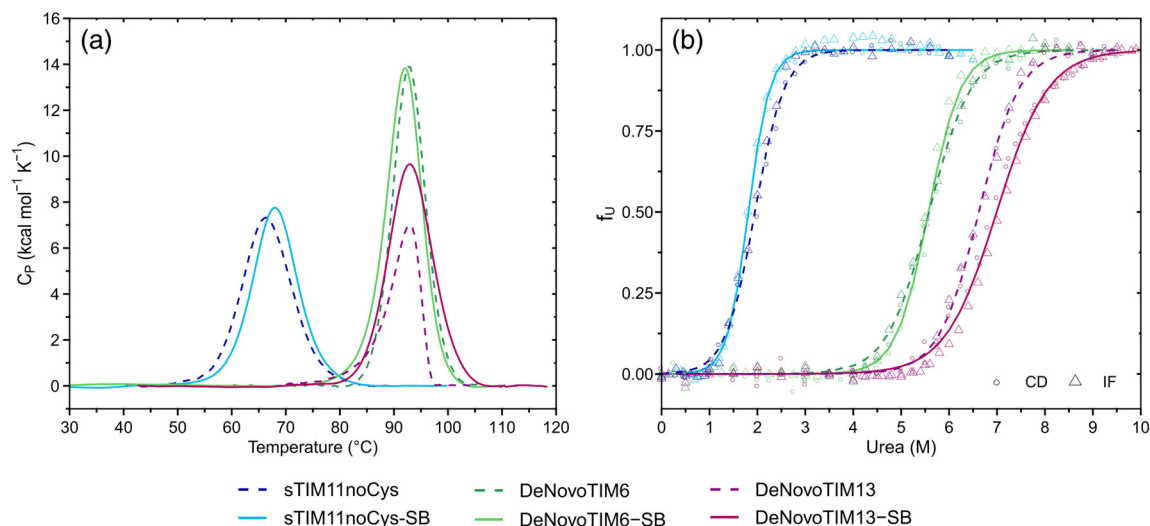 (a)
16
14
12
10
8
6
4
2
0
C_P (kcal mol⁻¹ K⁻¹)
30 40 50 60 70 80 90 100 110 120
Temperature (°C)
(b)
1.00
0.75
0.50
0.25
0.00
f_U
CD IF
0 1 2 3 4 5 6 7 8 9 10
Urea (M)
sTIM11noCys DeNovoTIM6 DeNovoTIM13
sTIM11noCys-SB DeNovoTIM6−SB DeNovoTIM13−SB